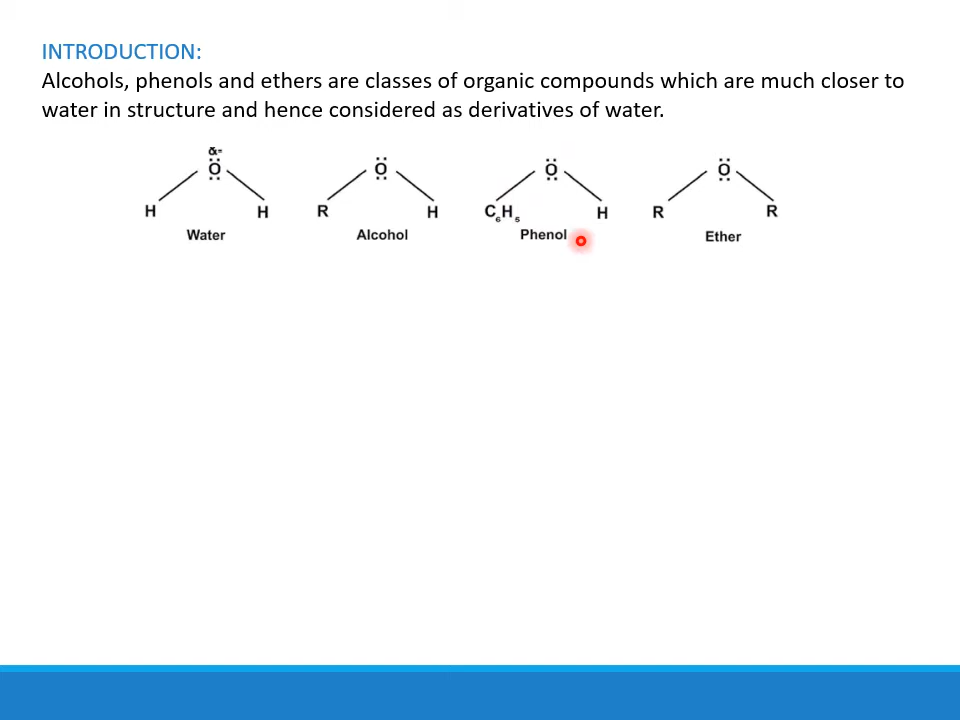 INTRODUCTION:
Alcohols, phenols and ethers are classes of organic compounds which are much closer to
water in structure and hence considered as derivatives of water.
δ-
Ö Ö Ö Ö
H H R H C₆H₅ H R R
Water Alcohol Phenol Ether